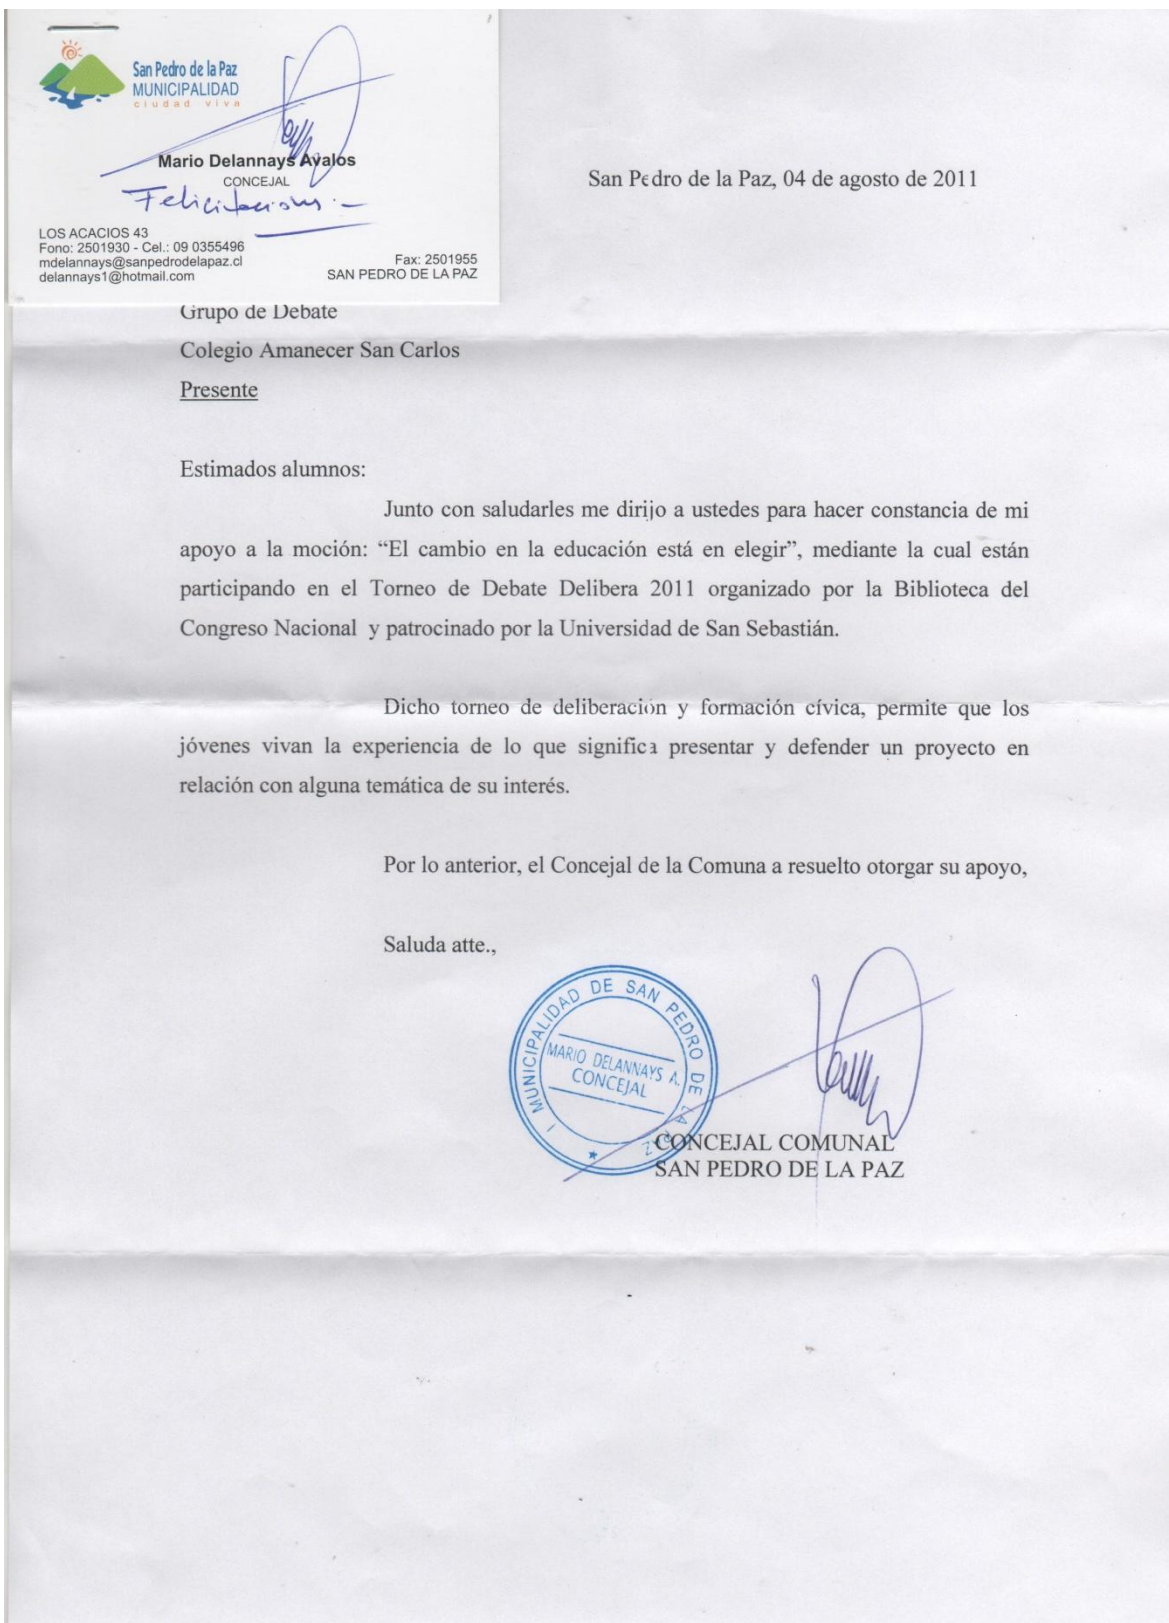 San Pedro de la Paz
MUNICIPALIDAD
ciudad viva
Mario Delannays Avalos
CONCEJAL
Felicitaciones.-
LOS ACACIOS 43
Fono: 2501930 - Cel.: 09 0355496
mdelannays@sanpedrodelapaz.cl
delannays1@hotmail.com
Fax: 2501955
SAN PEDRO DE LA PAZ
San Pedro de la Paz, 04 de agosto de 2011
Grupo de Debate
Colegio Amanecer San Carlos
Presente
Estimados alumnos:
Junto con saludarles me dirijo a ustedes para hacer constancia de mi
apoyo a la moción: “El cambio en la educación está en elegir”, mediante la cual están
participando en el Torneo de Debate Delibera 2011 organizado por la Biblioteca del
Congreso Nacional y patrocinado por la Universidad de San Sebastián.
Dicho torneo de deliberación y formación cívica, permite que los
jóvenes vivan la experiencia de lo que significa presentar y defender un proyecto en
relación con alguna temática de su interés.
Por lo anterior, el Concejal de la Comuna a resuelto otorgar su apoyo,
Saluda atte.,
I MUNICIPALIDAD DE SAN PEDRO DE LA PAZ
MARIO DELANNAYS A.
CONCEJAL
CONCEJAL COMUNAL
SAN PEDRO DE LA PAZ